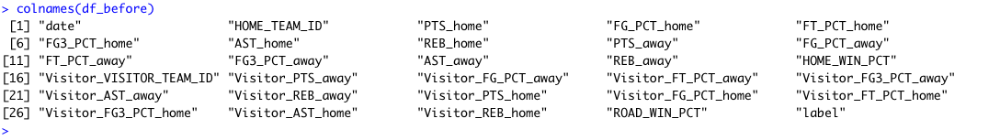 > colnames(df_before)
[1] "date" "HOME_TEAM_ID" "PTS_home" "FG_PCT_home" "FT_PCT_home"
[6] "FG3_PCT_home" "AST_home" "REB_home" "PTS_away" "FG_PCT_away"
[11] "FT_PCT_away" "FG3_PCT_away" "AST_away" "REB_away" "HOME_WIN_PCT"
[16] "Visitor_VISITOR_TEAM_ID" "Visitor_PTS_away" "Visitor_FG_PCT_away" "Visitor_FT_PCT_away" "Visitor_FG3_PCT_away"
[21] "Visitor_AST_away" "Visitor_REB_away" "Visitor_PTS_home" "Visitor_FG_PCT_home" "Visitor_FT_PCT_home"
[26] "Visitor_FG3_PCT_home" "Visitor_AST_home" "Visitor_REB_home" "ROAD_WIN_PCT" "label"
>